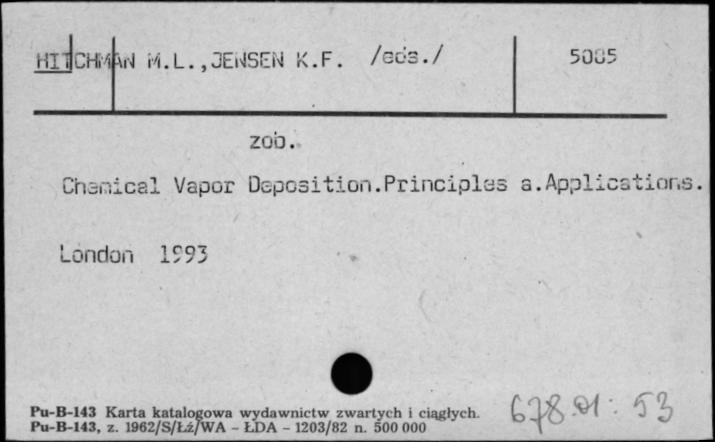 HITCHMAN M.L.,JENSEN K.F. /eds./ 5085
zob.
Chemical Vapor Deposition.Principles a.Applications.
London 1993
678.01:53
Pu-B-143 Karta katalogowa wydawnictw zwartych i ciągłych.
Pu-B-143, z. 1962/S/Łź/WA - ŁDA - 1203/82 n. 500 000